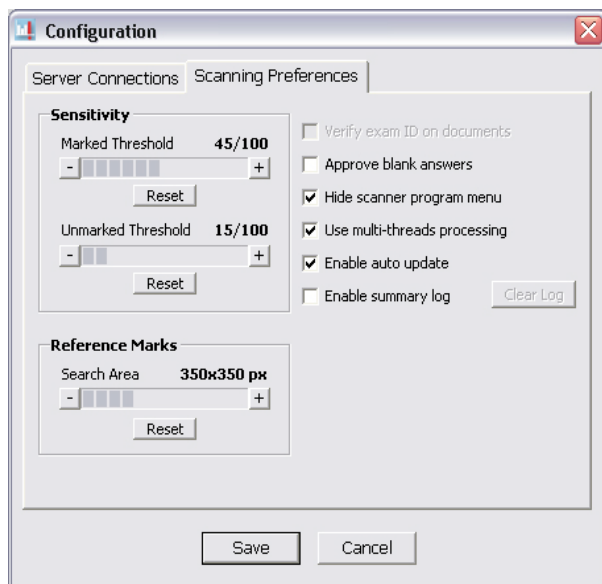 Configuration
Server Connections
Scanning Preferences
Sensitivity
Marked Threshold 45/100
- +
Reset
Unmarked Threshold 15/100
- +
Reset
Reference Marks
Search Area 350x350 px
- +
Reset
Verify exam ID on documents
Approve blank answers
Hide scanner program menu
Use multi-threads processing
Enable auto update
Enable summary log
Clear Log
Save
Cancel